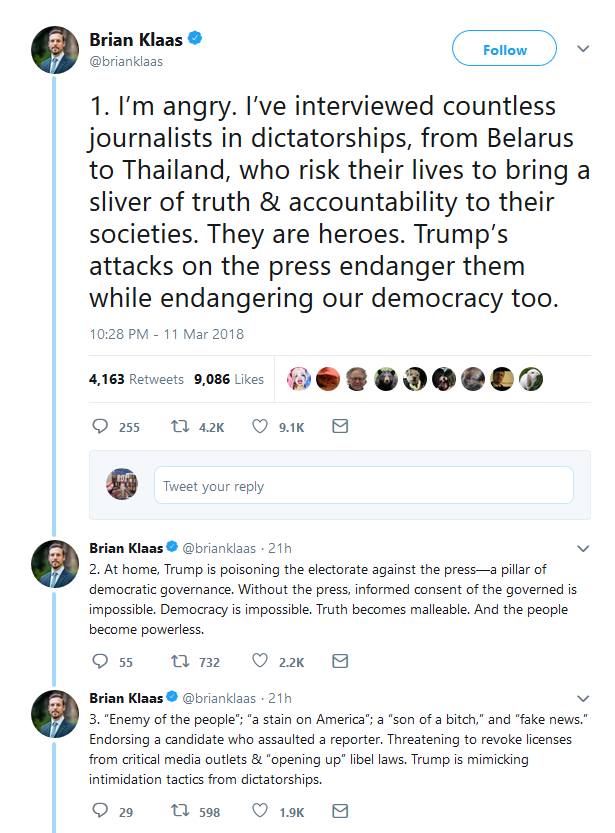 Brian Klaas
@brianklaas
Follow
1. I’m angry. I’ve interviewed countless
journalists in dictatorships, from Belarus
to Thailand, who risk their lives to bring a
sliver of truth & accountability to their
societies. They are heroes. Trump’s
attacks on the press endanger them
while endangering our democracy too.
10:28 PM - 11 Mar 2018
4,163 Retweets 9,086 Likes
255 4.2K 9.1K
Tweet your reply
Brian Klaas @brianklaas · 21h
2. At home, Trump is poisoning the electorate against the press—a pillar of
democratic governance. Without the press, informed consent of the governed is
impossible. Democracy is impossible. Truth becomes malleable. And the people
become powerless.
55 732 2.2K
Brian Klaas @brianklaas · 21h
3. “Enemy of the people”; “a stain on America”; a “son of a bitch,” and “fake news.”
Endorsing a candidate who assaulted a reporter. Threatening to revoke licenses
from critical media outlets & “opening up” libel laws. Trump is mimicking
intimidation tactics from dictatorships.
29 598 1.9K